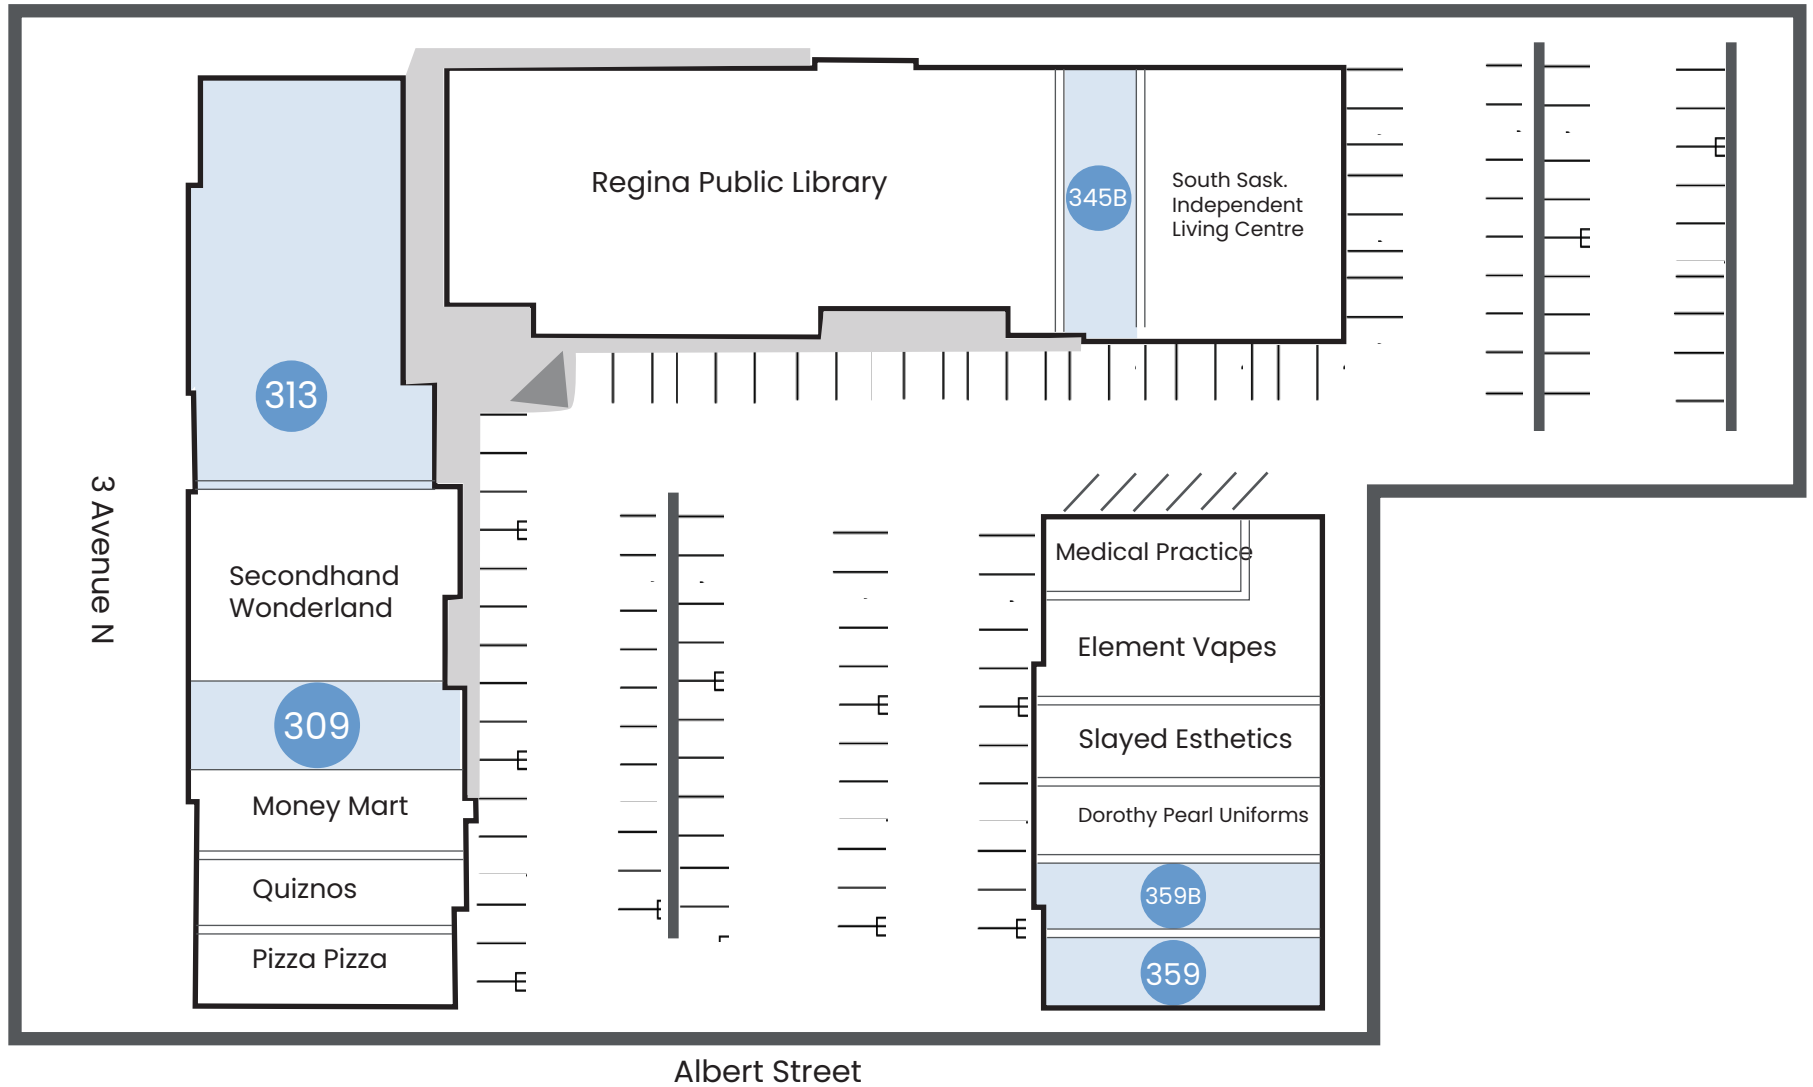 Regina Public Library
345B
South Sask.
Independent
Living Centre
313
3 Avenue N
Secondhand
Wonderland
309
Money Mart
Quiznos
Pizza Pizza
Medical Practice
Element Vapes
Slayed Esthetics
Dorothy Pearl Uniforms
359B
359
Albert Street